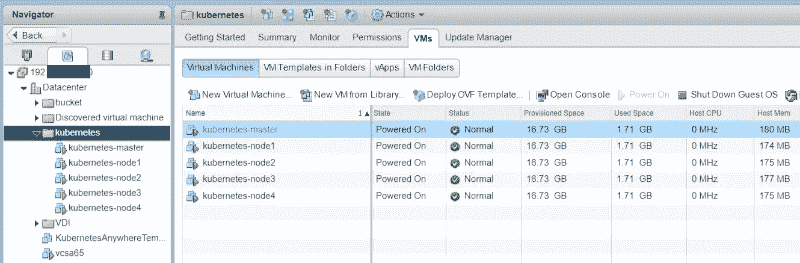 Navigator
Back
192
Datacenter
bucket
Discovered virtual machine
kubernetes
kubernetes-master
kubernetes-node1
kubernetes-node2
kubernetes-node3
kubernetes-node4
VDI
KubernetesAnywhereTem...
vcsa65
kubernetes Actions
Getting Started Summary Monitor Permissions VMs Update Manager
Virtual Machines VM Templates in Folders vApps VM Folders
New Virtual Machine... New VM from Library... Deploy OVF Template... Open Console Power On Shut Down Guest OS
Name 1 State Status Provisioned Space Used Space Host CPU Host Mem
kubernetes-master Powered On Normal 16.73 GB 1.71 GB 0 MHz 180 MB
kubernetes-node1 Powered On Normal 16.73 GB 1.71 GB 0 MHz 174 MB
kubernetes-node2 Powered On Normal 16.73 GB 1.71 GB 0 MHz 175 MB
kubernetes-node3 Powered On Normal 16.73 GB 1.71 GB 0 MHz 177 MB
kubernetes-node4 Powered On Normal 16.73 GB 1.71 GB 0 MHz 175 MB